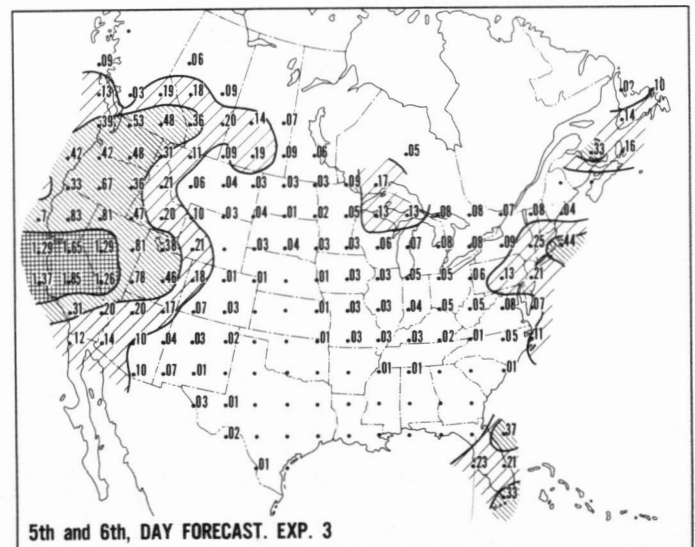 .09 .06
.13 .03 .19 .18 .09 .02 .10
.39 .53 .48 .36 .20 .14 .07 .14
.42 .42 .48 .31 .11 .09 .19 .09 .06 .05 .33 .16
.33 .67 .36 .21 .06 .04 .03 .03 .03 .09 .17
.7 .83 .81 .47 .20 .10 .03 .04 .01 .02 .05 .13 .13 .08 .08 .07 .08 .04
1.29 1.65 1.29 .81 .38 .21 .03 .04 .03 .03 .06 .07 .08 .08 .09 .25 .44
1.37 1.85 1.26 .78 .46 .18 .01 .01 .01 .03 .03 .05 .05 .06 .13 .21
.31 .20 .20 .17 .07 .03 .01 .03 .03 .04 .05 .05 .08 .07
.12 .14 .10 .04 .03 .02 .01 .03 .03 .03 .02 .01 .05 .11
.10 .07 .01 .01 .01 .01
.03 .01
.02 .37
.01 .23 .21
.33
5th and 6th, DAY FORECAST. EXP. 3